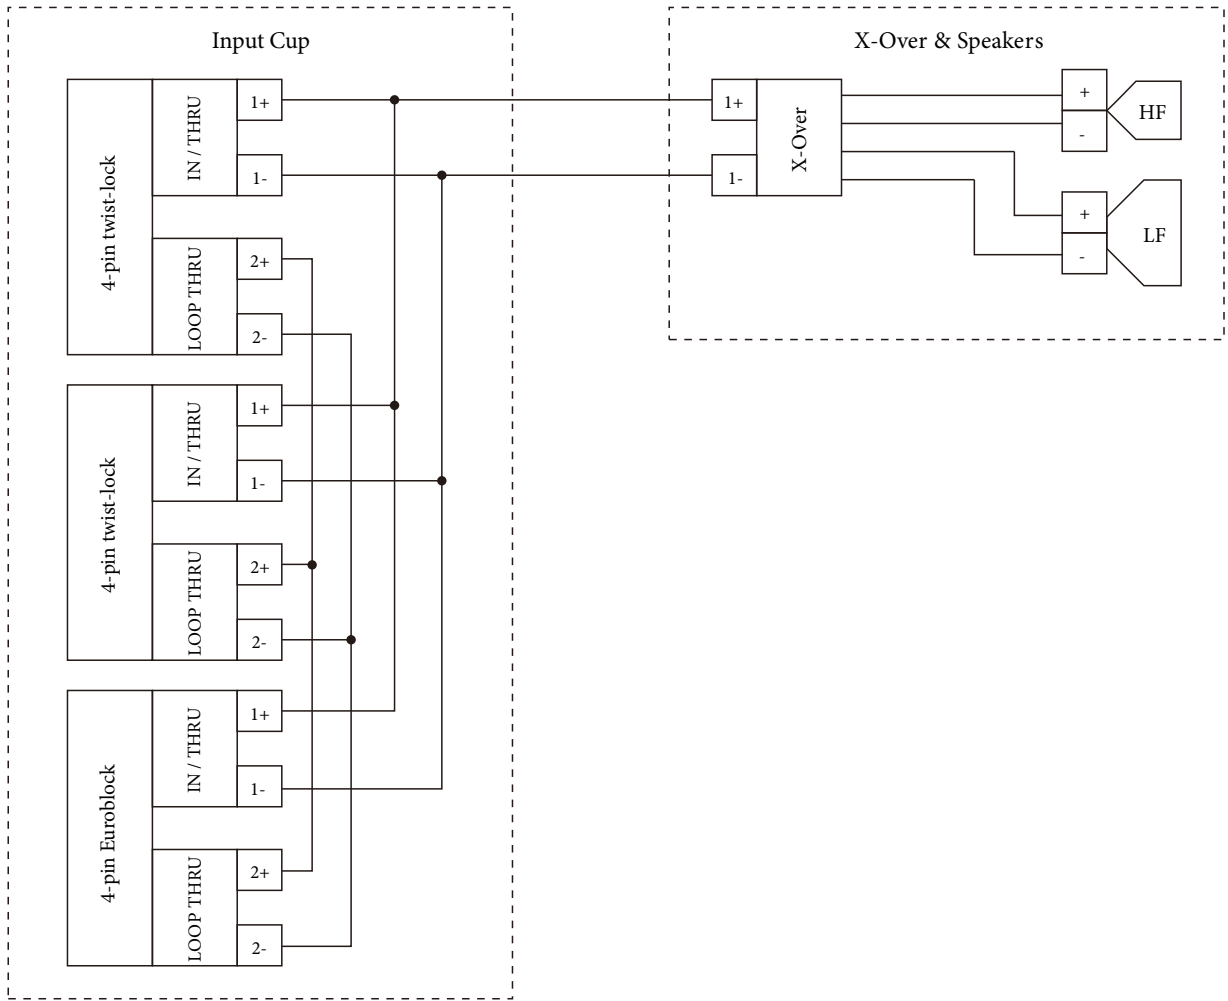 Input Cup
4-pin twist-lock
IN / THRU
1+
1-
LOOP THRU
2+
2-
4-pin twist-lock
IN / THRU
1+
1-
LOOP THRU
2+
2-
4-pin Euroblock
IN / THRU
1+
1-
LOOP THRU
2+
2-
X-Over & Speakers
1+
1-
X-Over
+
-
HF
+
-
LF